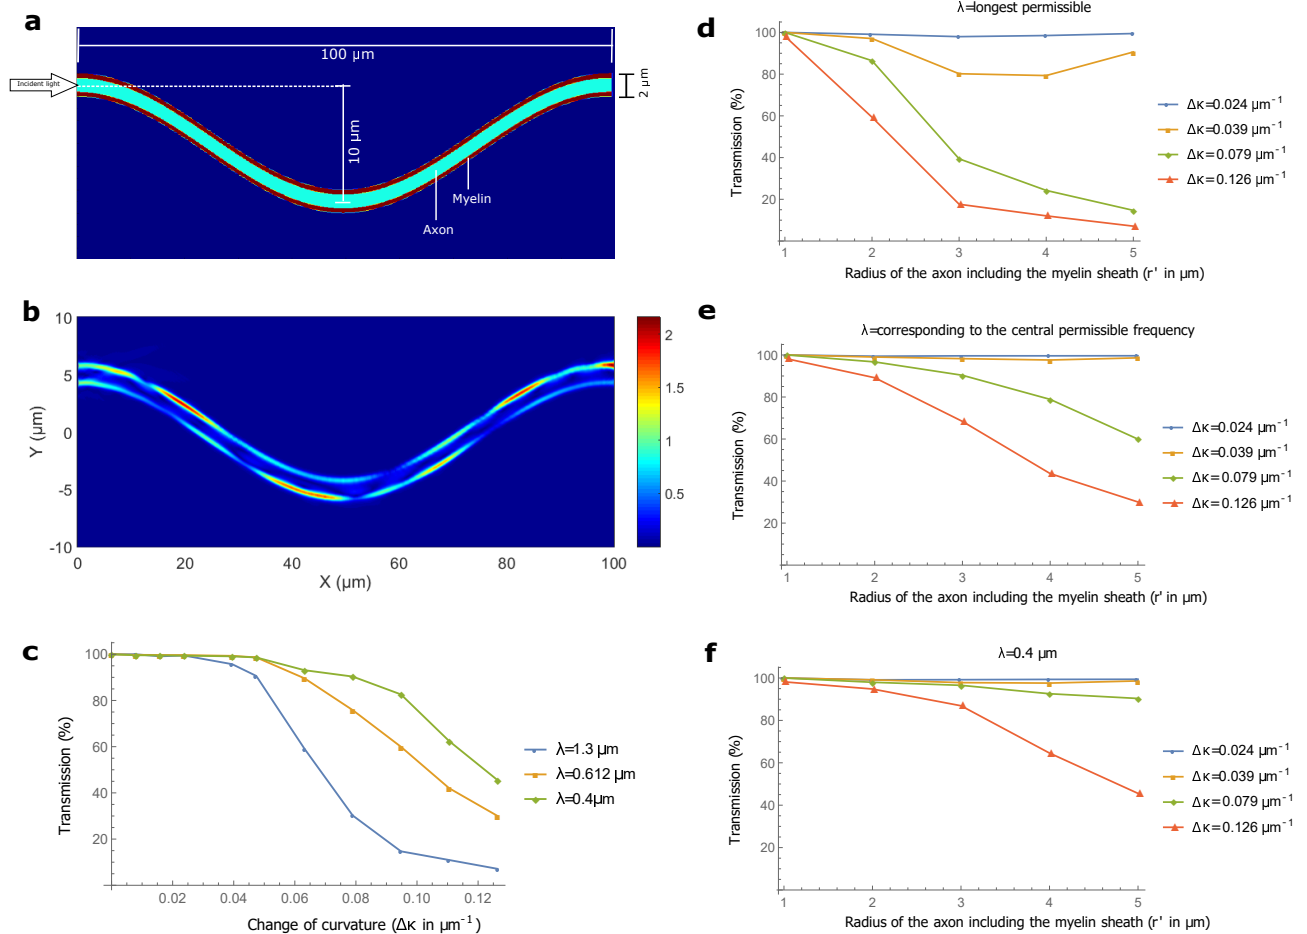 a
100 µm
Incident light
2 µm
10 µm
Myelin
Axon
b
10
5
0
-5
-10
Y (µm)
0
20
40
60
80
100
X (µm)
2
1.5
1
0.5
c
100
80
60
40
20
Transmission (%)
0.02
0.04
0.06
0.08
0.10
0.12
Change of curvature (Δκ in µm⁻¹)
λ=1.3 µm
λ=0.612 µm
λ=0.4µm
d
λ=longest permissible
100
80
60
40
20
Transmission (%)
1
2
3
4
5
Radius of the axon including the myelin sheath (r' in µm)
Δκ=0.024 µm⁻¹
Δκ=0.039 µm⁻¹
Δκ=0.079 µm⁻¹
Δκ=0.126 µm⁻¹
e
λ=corresponding to the central permissible frequency
100
80
60
40
20
Transmission (%)
1
2
3
4
5
Radius of the axon including the myelin sheath (r' in µm)
Δκ=0.024 µm⁻¹
Δκ=0.039 µm⁻¹
Δκ=0.079 µm⁻¹
Δκ=0.126 µm⁻¹
f
λ=0.4 µm
100
80
60
40
20
Transmission (%)
1
2
3
4
5
Radius of the axon including the myelin sheath (r' in µm)
Δκ=0.024 µm⁻¹
Δκ=0.039 µm⁻¹
Δκ=0.079 µm⁻¹
Δκ=0.126 µm⁻¹